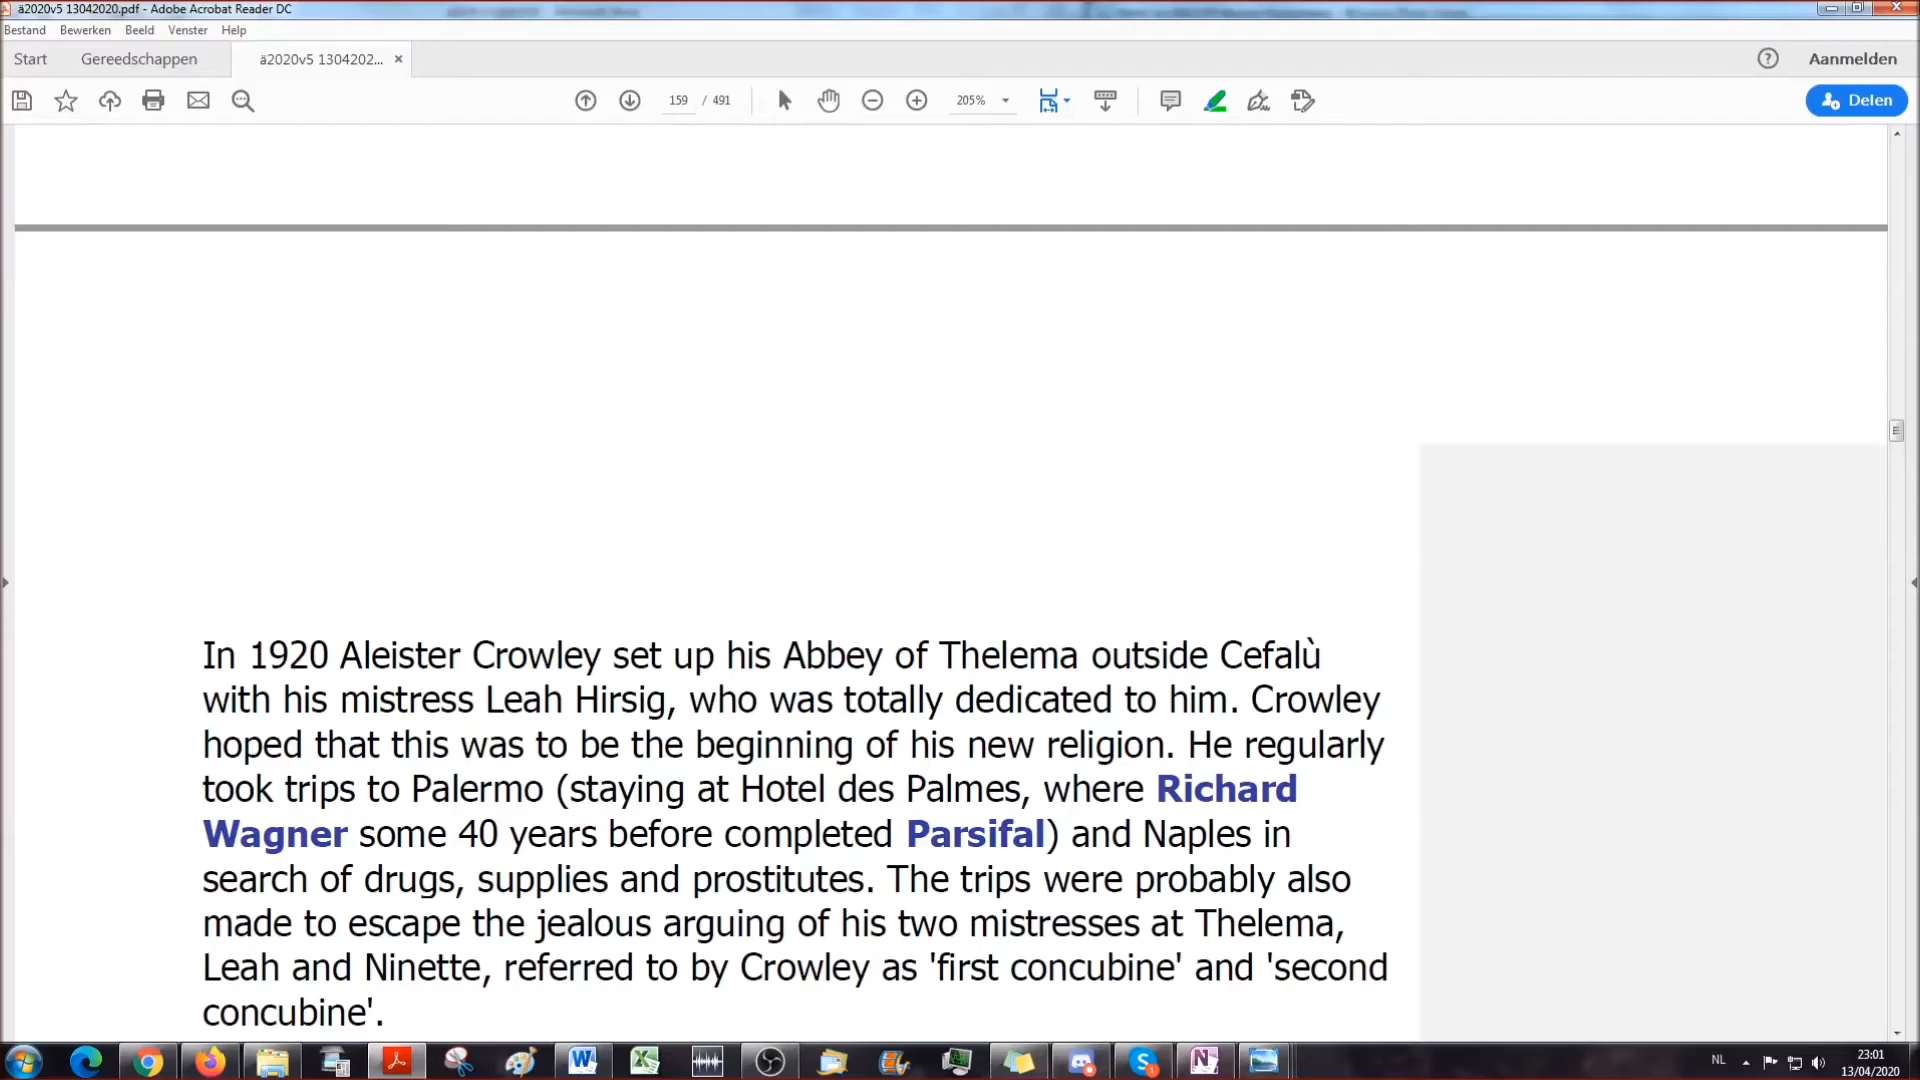 ä2020v5 13042020.pdf - Adobe Acrobat Reader DC
Bestand Bewerken Beeld Venster Help
Start Gereedschappen ä2020v5 1304202... × Aanmelden
159 / 491 205% Delen
In 1920 Aleister Crowley set up his Abbey of Thelema outside Cefalù
with his mistress Leah Hirsig, who was totally dedicated to him. Crowley
hoped that this was to be the beginning of his new religion. He regularly
took trips to Palermo (staying at Hotel des Palmes, where Richard
Wagner some 40 years before completed Parsifal) and Naples in
search of drugs, supplies and prostitutes. The trips were probably also
made to escape the jealous arguing of his two mistresses at Thelema,
Leah and Ninette, referred to by Crowley as 'first concubine' and 'second
concubine'.
NL 23:01
13/04/2020